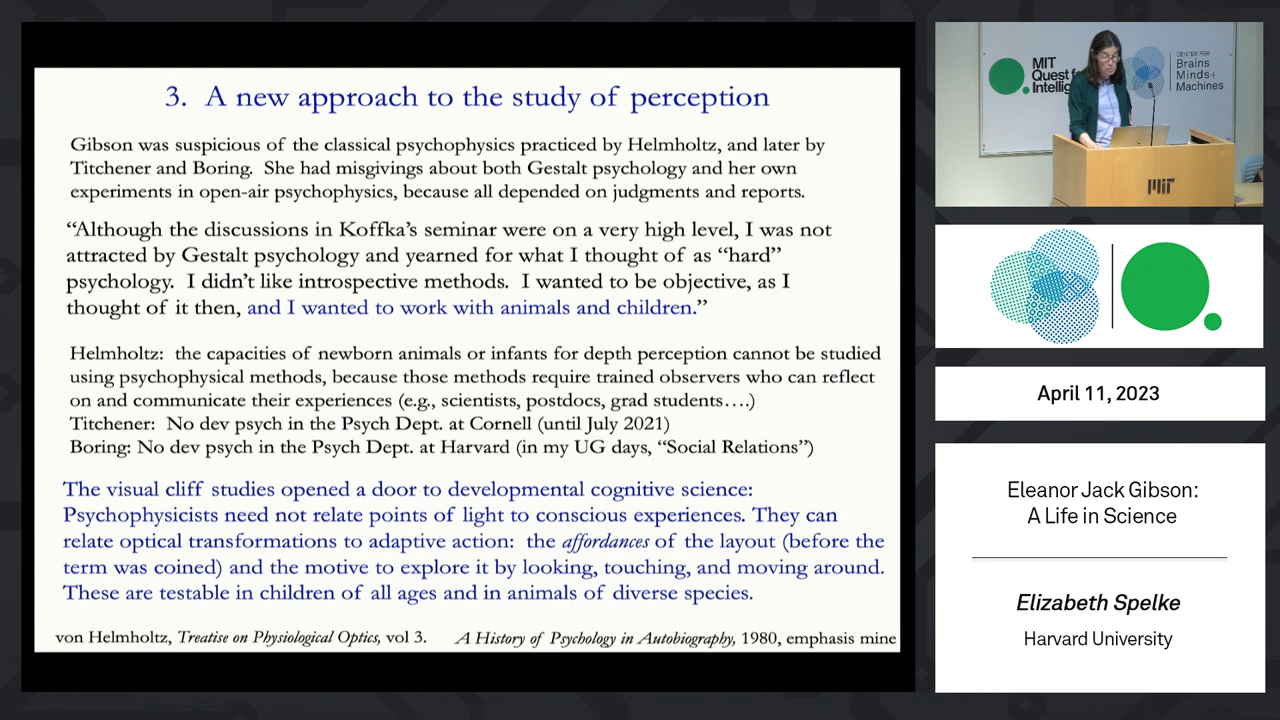 3. A new approach to the study of perception
Gibson was suspicious of the classical psychophysics practiced by Helmholtz, and later by
Titchener and Boring. She had misgivings about both Gestalt psychology and her own
experiments in open-air psychophysics, because all depended on judgments and reports.
“Although the discussions in Koffka’s seminar were on a very high level, I was not
attracted by Gestalt psychology and yearned for what I thought of as “hard”
psychology. I didn’t like introspective methods. I wanted to be objective, as I
thought of it then, and I wanted to work with animals and children.”
Helmholtz: the capacities of newborn animals or infants for depth perception cannot be studied
using psychophysical methods, because those methods require trained observers who can reflect
on and communicate their experiences (e.g., scientists, postdocs, grad students….)
Titchener: No dev psych in the Psych Dept. at Cornell (until July 2021)
Boring: No dev psych in the Psych Dept. at Harvard (in my UG days, “Social Relations”)
The visual cliff studies opened a door to developmental cognitive science:
Psychophysicists need not relate points of light to conscious experiences. They can
relate optical transformations to adaptive action: the affordances of the layout (before the
term was coined) and the motive to explore it by looking, touching, and moving around.
These are testable in children of all ages and in animals of diverse species.
von Helmholtz, Treatise on Physiological Optics, vol 3. A History of Psychology in Autobiography, 1980, emphasis mine
MIT
Quest
CENTER FOR
Brains
Minds+
Machines
MIT
April 11, 2023
Eleanor Jack Gibson:
A Life in Science
Elizabeth Spelke
Harvard University